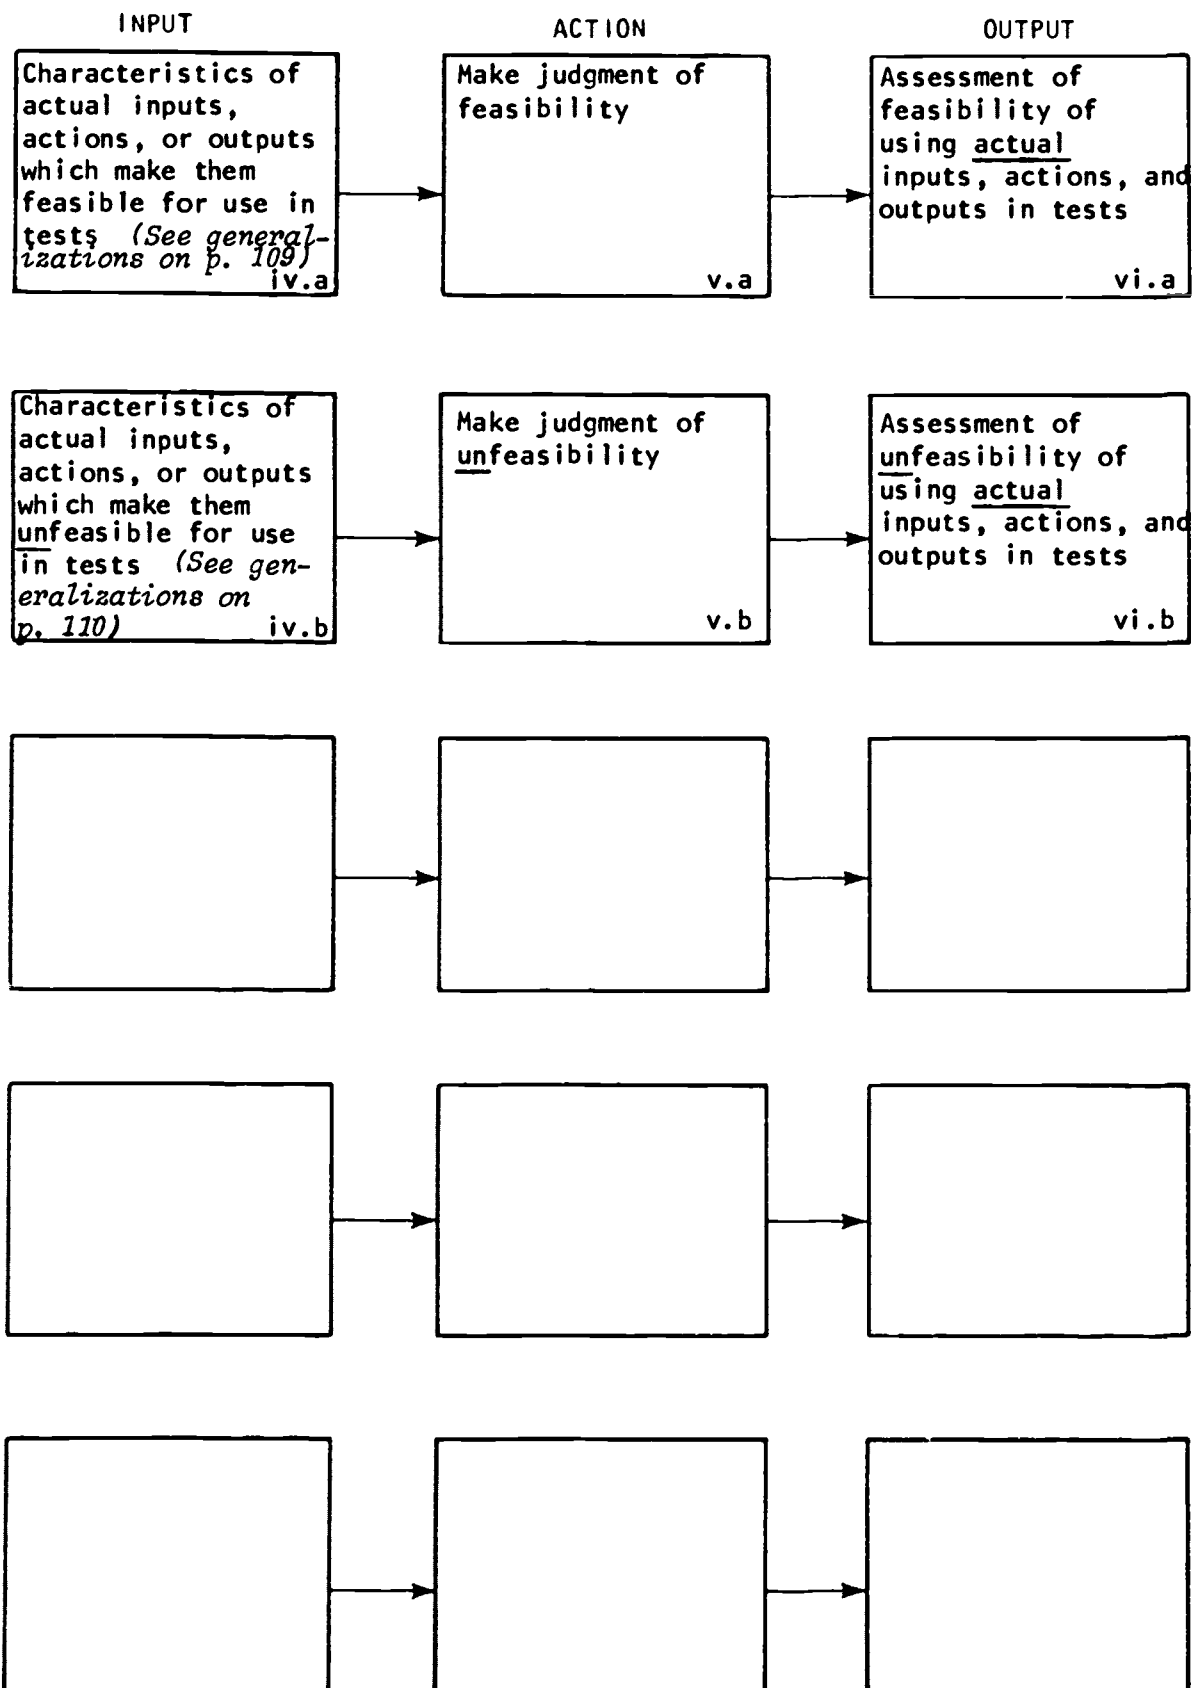 INPUT
ACTION
OUTPUT
Characteristics of
actual inputs,
actions, or outputs
which make them
feasible for use in
tests (See general-
izations on p. 109)
iv.a
Make judgment of
feasibility
v.a
Assessment of
feasibility of
using actual
inputs, actions, and
outputs in tests
vi.a
Characteristics of
actual inputs,
actions, or outputs
which make them
unfeasible for use
in tests (See gen-
eralizations on
p. 110) iv.b
Make judgment of
unfeasibility
v.b
Assessment of
unfeasibility of
using actual
inputs, actions, and
outputs in tests
vi.b